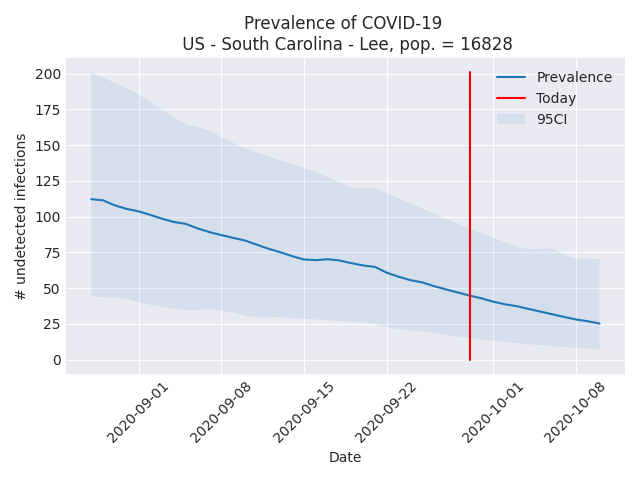 Prevalence of COVID-19
US - South Carolina - Lee, pop. = 16828
Prevalence
Today
95CI
# undetected infections
200
175
150
125
100
75
50
25
0
2020-09-01
2020-09-08
2020-09-15
2020-09-22
2020-10-01
2020-10-08
Date